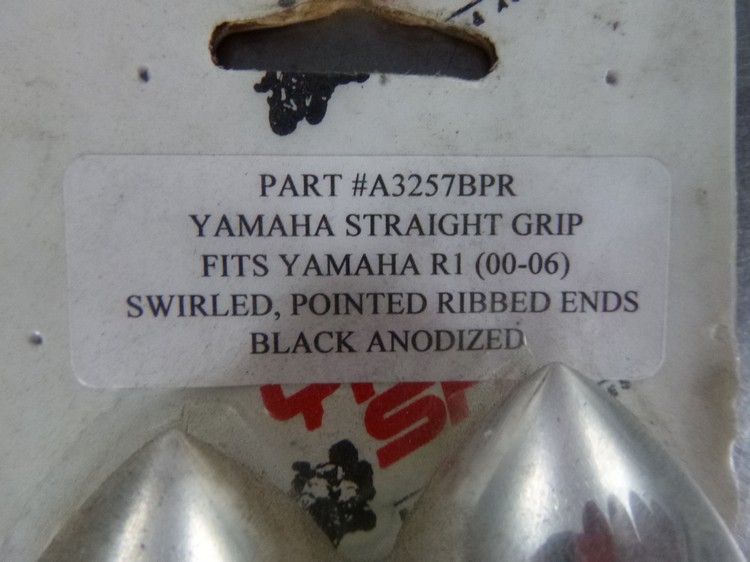 PART #A3257BPR
YAMAHA STRAIGHT GRIP
FITS YAMAHA R1 (00-06)
SWIRLED, POINTED RIBBED ENDS
BLACK ANODIZED